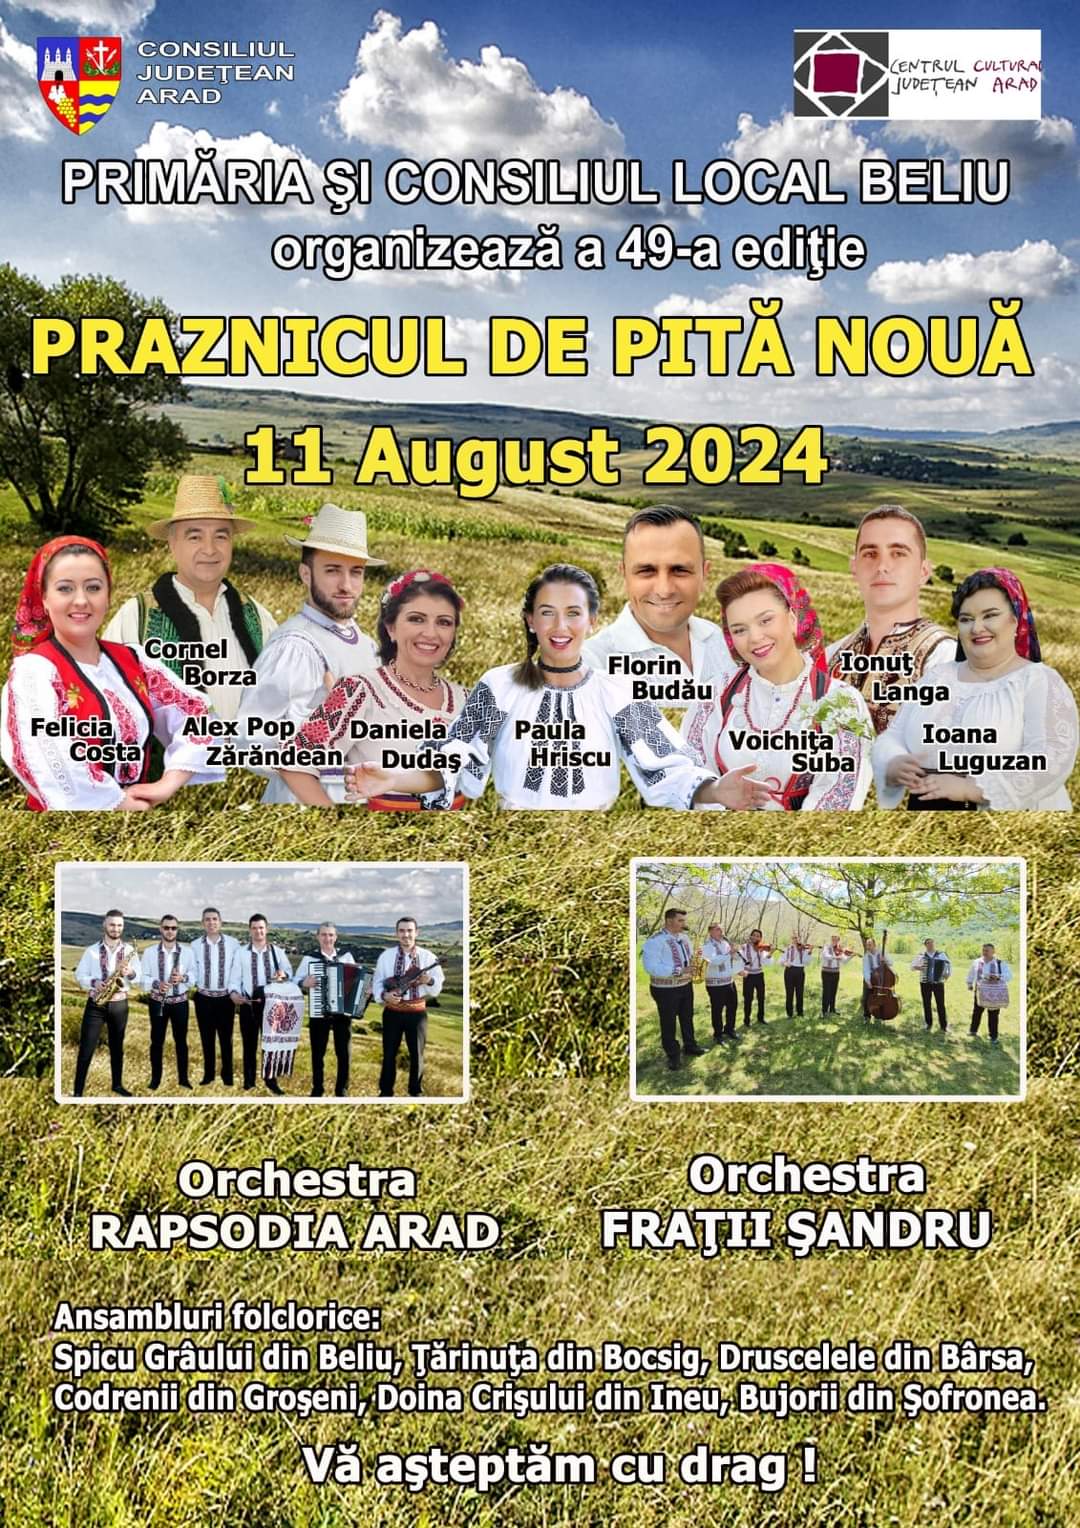 CONSILIUL
JUDEŢEAN
ARAD
CENTRUL CULTURAL
JUDEȚEAN ARAD
PRIMĂRIA ŞI CONSILIUL LOCAL BELIU
organizează a 49-a ediţie
PRAZNICUL DE PITĂ NOUĂ
11 August 2024
Felicia
Costa
Cornel
Borza
Alex Pop
Zărăndean
Daniela
Dudaş
Paula
Hriscu
Florin
Budău
Voichiţa
Suba
Ionuţ
Langa
Ioana
Luguzan
Orchestra
RAPSODIA ARAD
Orchestra
FRAŢII ŞANDRU
Ansambluri folclorice:
Spicu Grâului din Beliu, Ţărinuţa din Bocsig, Druscelele din Bârsa,
Codrenii din Groşeni, Doina Crişului din Ineu, Bujorii din Şofronea.
Vă aşteptăm cu drag !